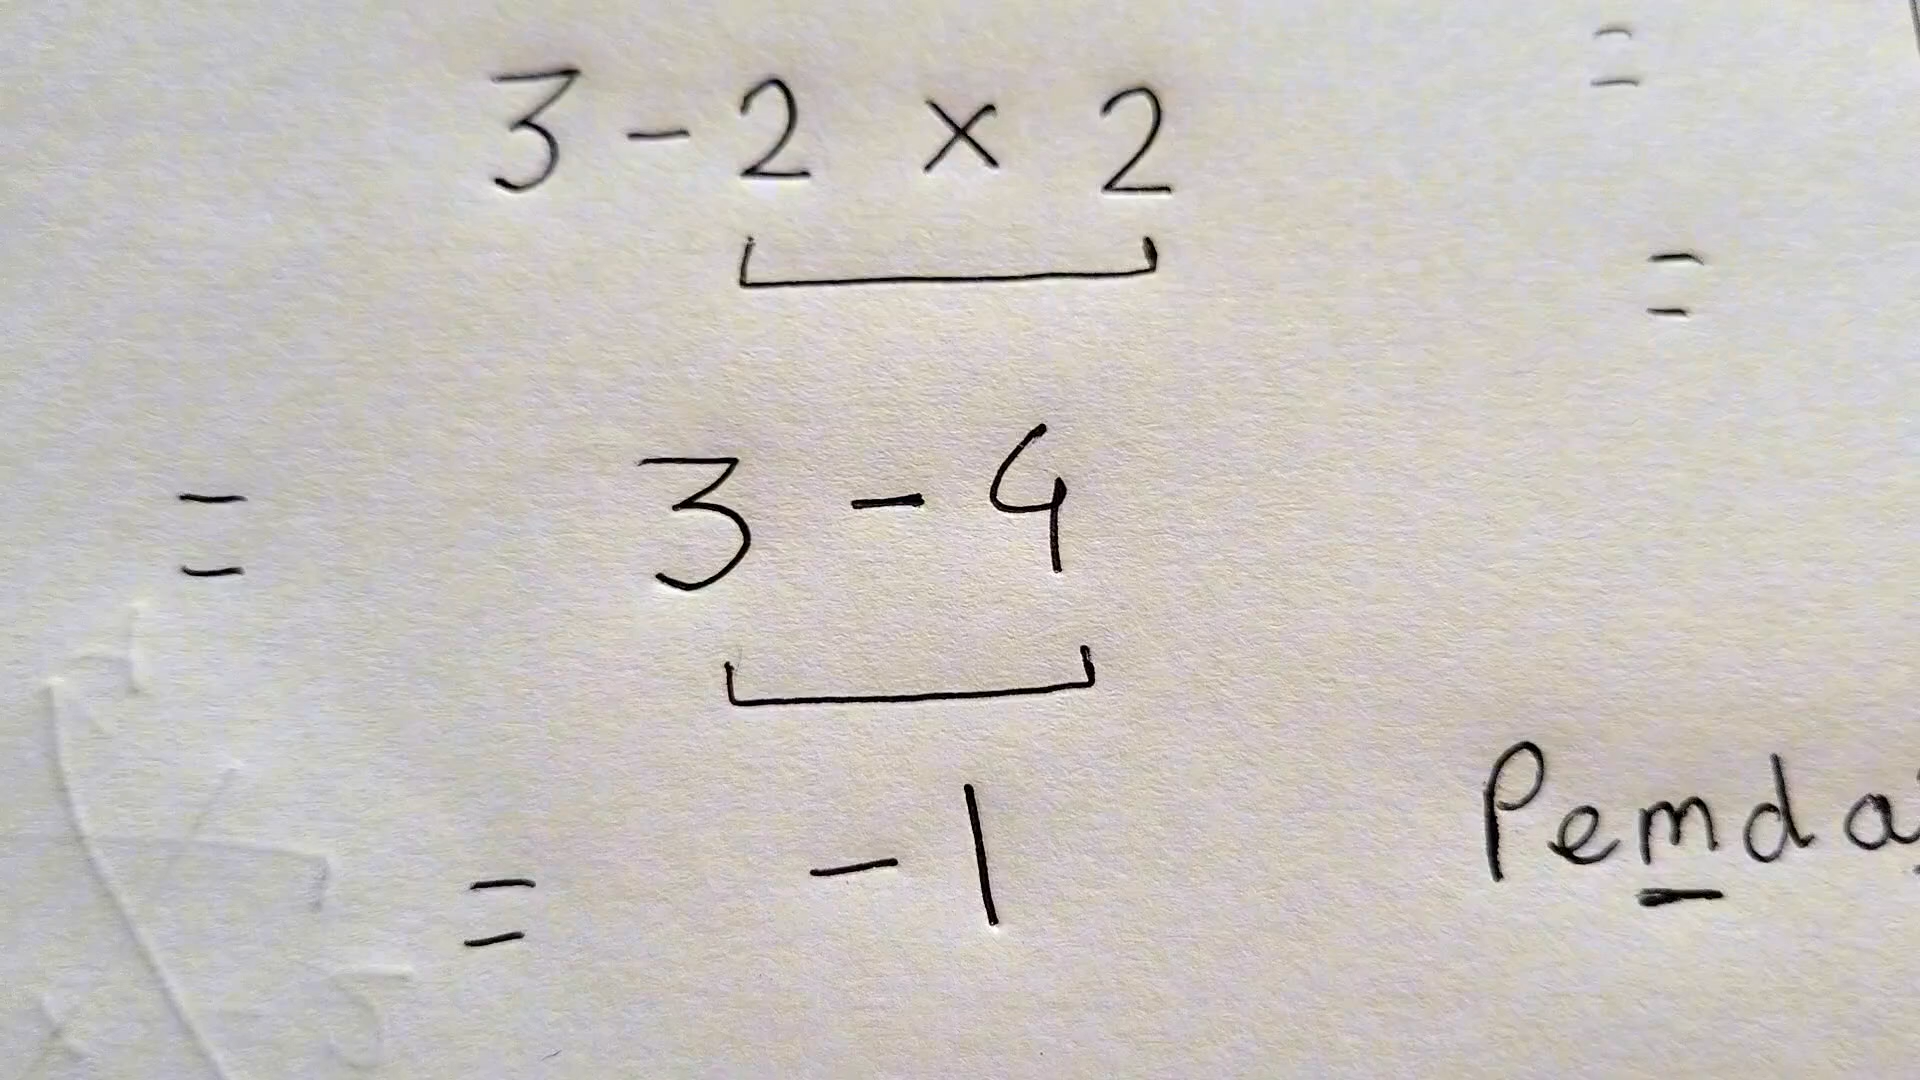 3 - 2 × 2
=
=
= 3 - 4
= - 1
Pemda